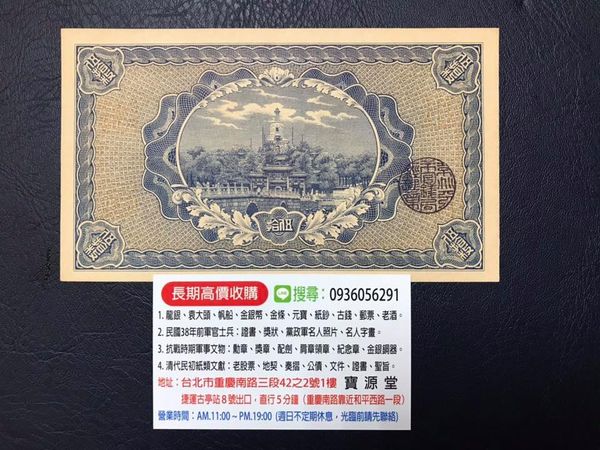 拾伍
長期高價收購 LINE 搜尋：0936056291
1. 龍銀、袁大頭、帆船、金銀幣、金條、元寶、紙鈔、古錢、郵票、老酒。
2. 民國38年前軍官士兵：證書、獎狀、黨政軍名人照片、名人字畫。
3. 抗戰時期軍事文物：勳章、獎章、配劍、肩章領章、紀念章、金銀銅器。
4. 清代民初紙類文獻：老股票、地契、奏摺、公債、文件、證書、聖旨。
地址：台北市重慶南路三段42之2號1樓 寶源堂
捷運古亭站8號出口，直行5分鐘（重慶南路靠近和平西路一段）
營業時間：AM.11:00～PM.19:00 (週日不定期休息，光臨前請先聯絡)